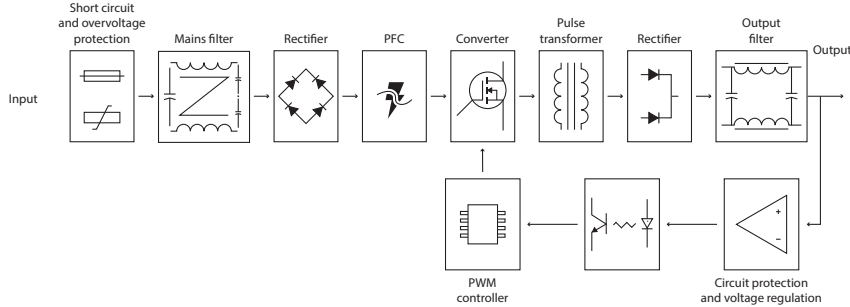 Short circuit
and overvoltage
protection
Mains filter
Rectifier
PFC
Converter
Pulse
transformer
Rectifier
Output
filter
Output
Input
+
-
PWM
controller
Circuit protection
and voltage regulation